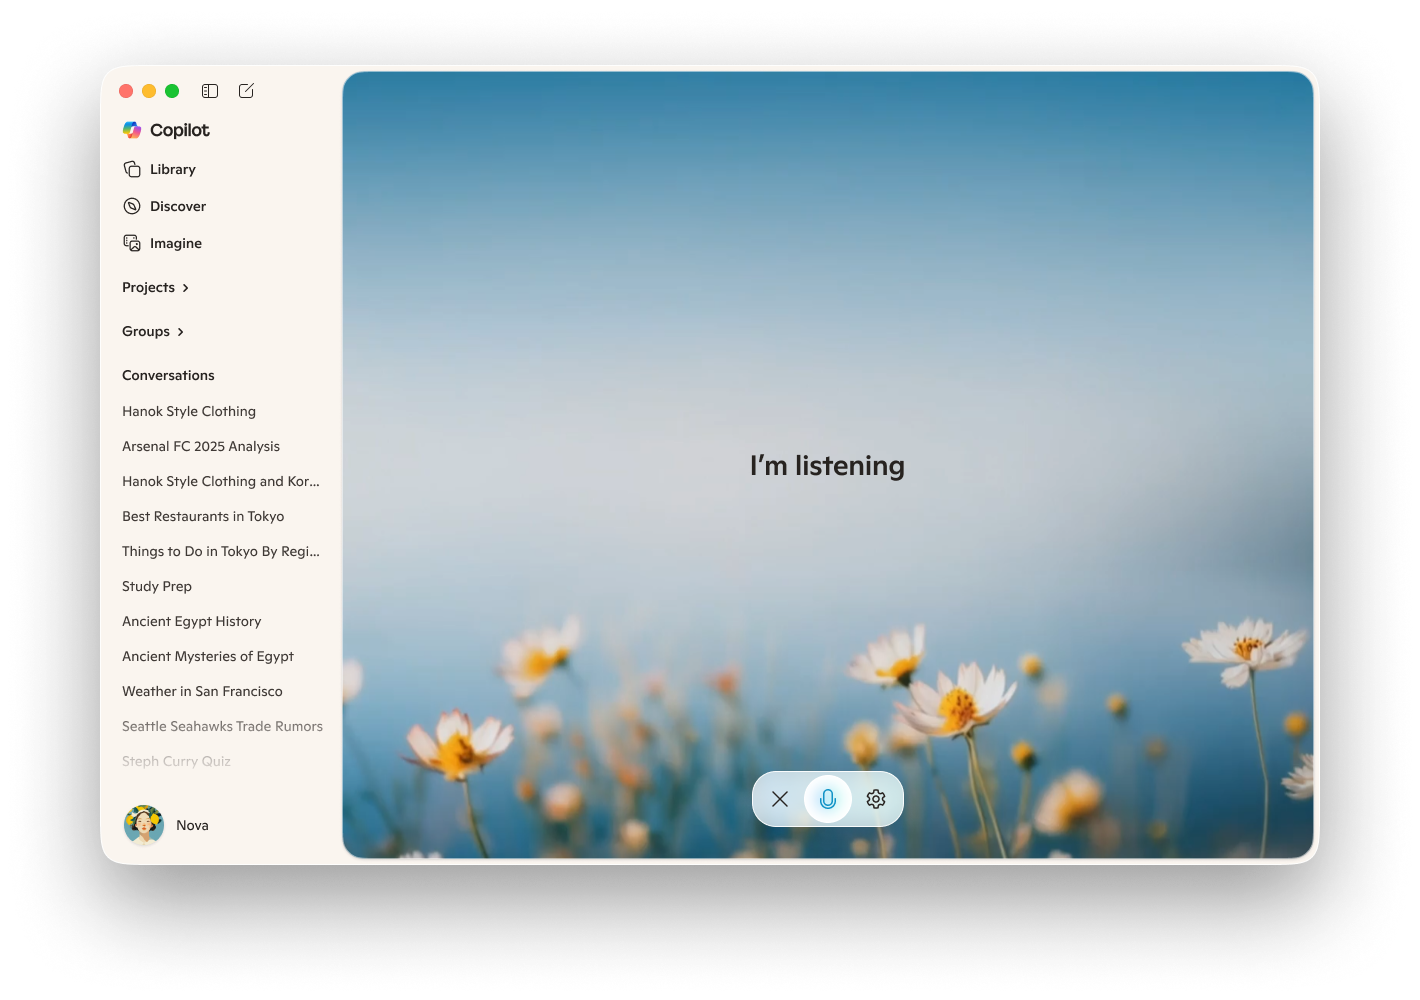 Copilot
Library
Discover
Imagine
Projects
Groups
Conversations
Hanok Style Clothing
Arsenal FC 2025 Analysis
Hanok Style Clothing and Kor...
Best Restaurants in Tokyo
Things to Do in Tokyo By Regi...
Study Prep
Ancient Egypt History
Ancient Mysteries of Egypt
Weather in San Francisco
Seattle Seahawks Trade Rumors
Steph Curry Quiz
Nova
I'm listening